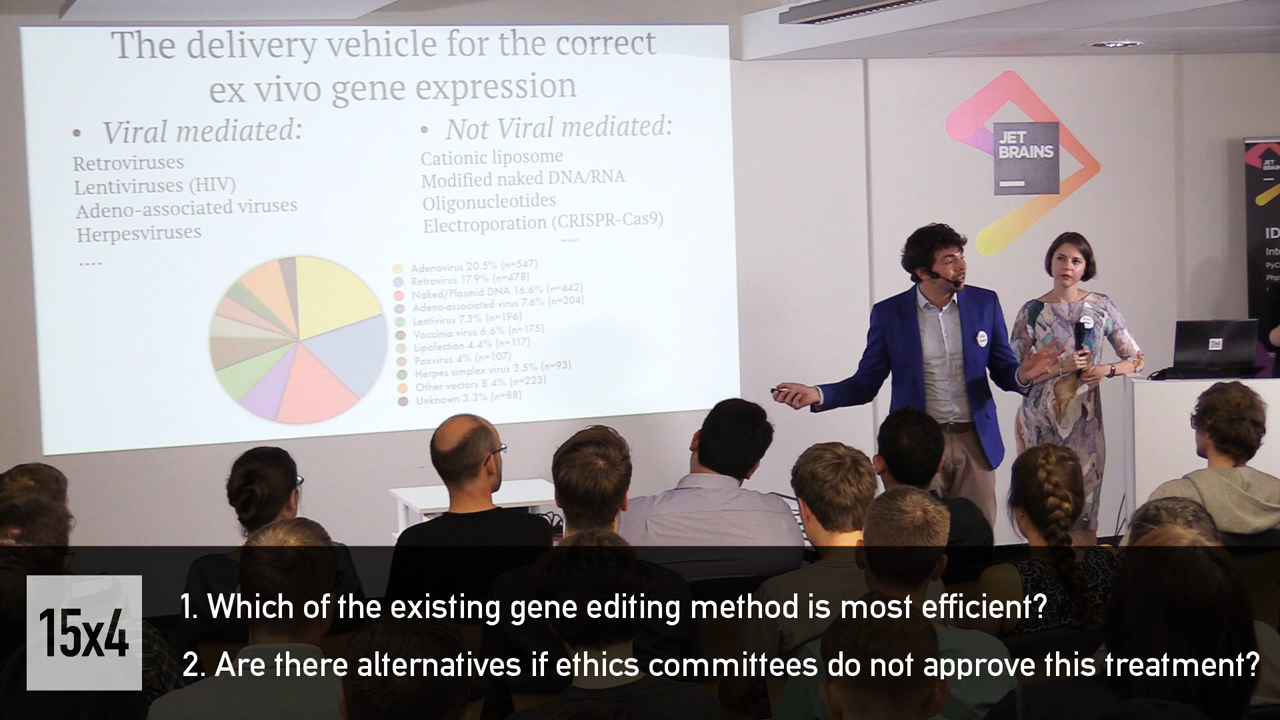 The delivery vehicle for the correct
ex vivo gene expression
• Viral mediated:
Retroviruses
Lentiviruses (HIV)
Adeno-associated viruses
Herpesviruses
....
• Not Viral mediated:
Cationic liposome
Modified naked DNA/RNA
Oligonucleotides
Electroporation (CRISPR-Cas9)
Adenovirus 20.5% (n=547)
Retrovirus 17.9% (n=478)
Naked/Plasmid DNA 16.6% (n=442)
Adeno-associated virus 7.6% (n=204)
Lentivirus 7.3% (n=196)
Vaccinia virus 6.6% (n=175)
Lipofection 4.4% (n=117)
Poxvirus 4% (n=107)
Herpes simplex virus 3.5% (n=93)
Other vectors 8.4% (n=223)
Unknown 3.3% (n=88)
JET
BRAINS
15x4
15x4
1. Which of the existing gene editing method is most efficient?
2. Are there alternatives if ethics committees do not approve this treatment?